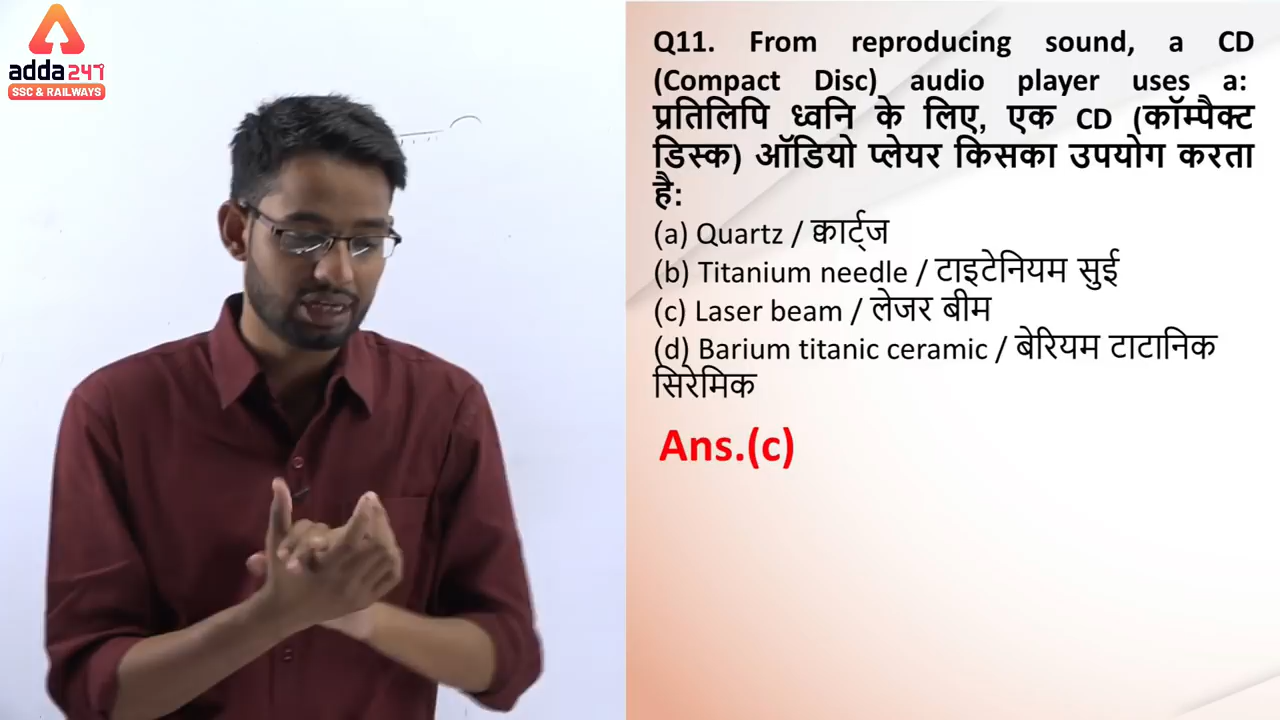 adda247
SSC & RAILWAYS
Q11. From reproducing sound, a CD
(Compact Disc) audio player uses a:
प्रतिलिपि ध्वनि के लिए, एक CD (कॉम्पैक्ट
डिस्क) ऑडियो प्लेयर किसका उपयोग करता
है:
(a) Quartz / क्वार्ट्ज
(b) Titanium needle / टाइटेनियम सुई
(c) Laser beam / लेजर बीम
(d) Barium titanic ceramic / बेरियम टाटानिक
सिरेमिक
Ans.(c)